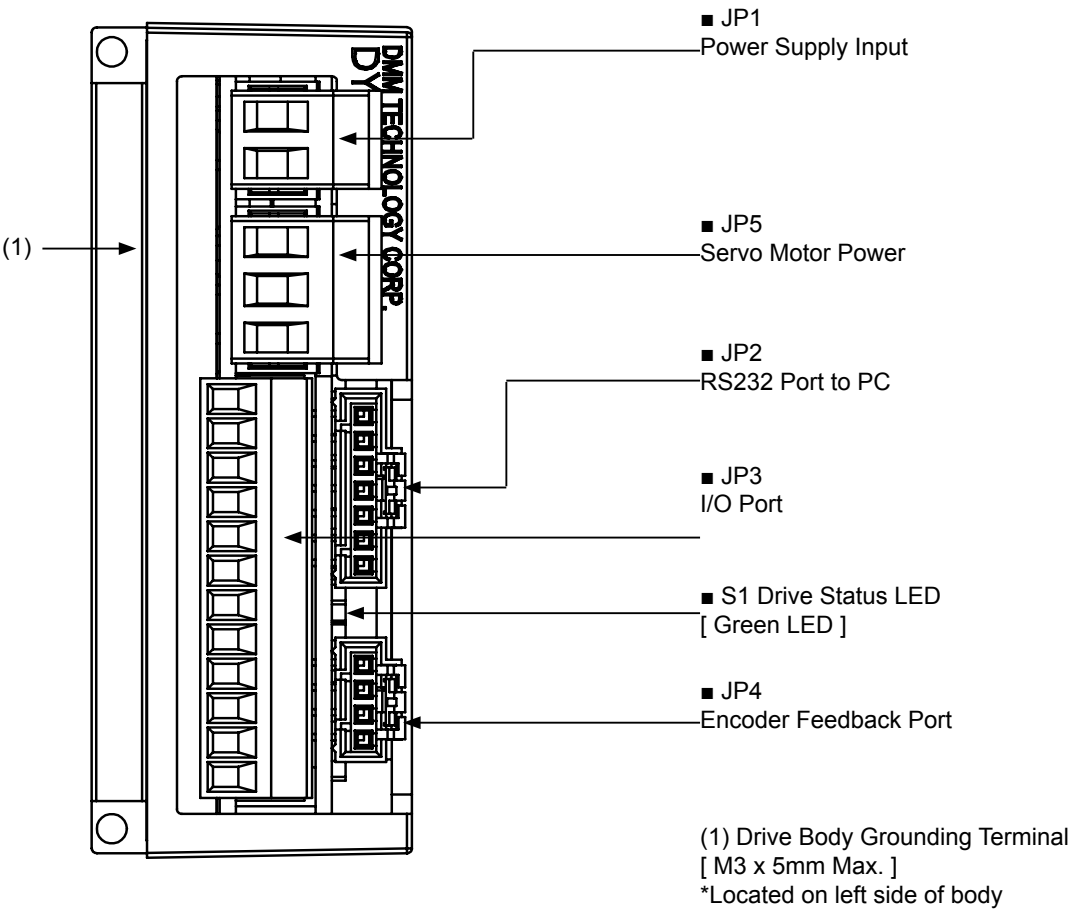 ■ JP1
Power Supply Input
DMM TECHNOLOGY CORP.
DY
■ JP5
Servo Motor Power
(1)
■ JP2
RS232 Port to PC
■ JP3
I/O Port
■ S1 Drive Status LED
[ Green LED ]
■ JP4
Encoder Feedback Port
(1) Drive Body Grounding Terminal
[ M3 x 5mm Max. ]
*Located on left side of body